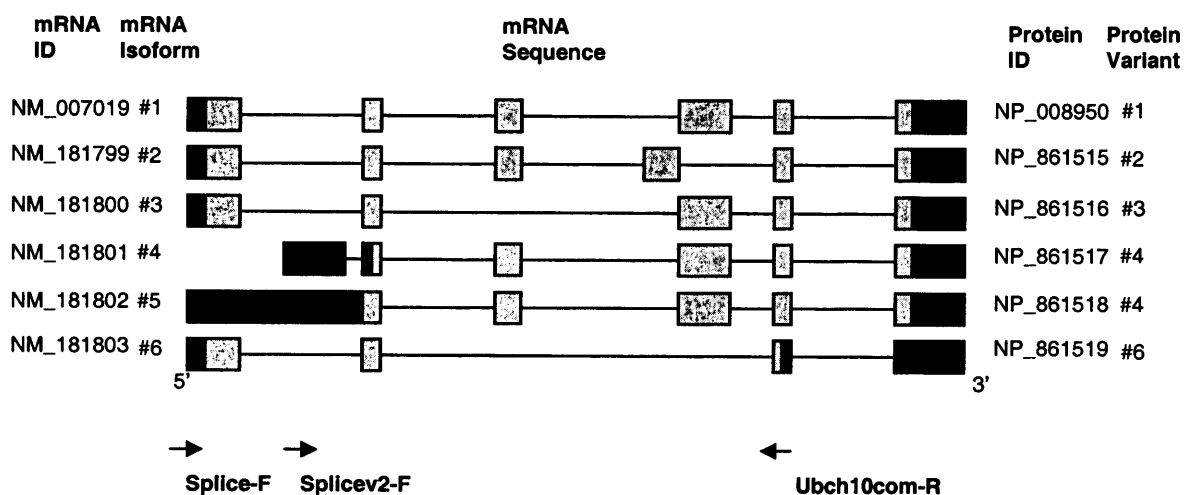 mRNA ID mRNA Isoform mRNA Sequence Protein ID Protein Variant
NM_007019 #1 NP_008950 #1
NM_181799 #2 NP_861515 #2
NM_181800 #3 NP_861516 #3
NM_181801 #4 NP_861517 #4
NM_181802 #5 NP_861518 #4
NM_181803 #6 NP_861519 #6
5' 3'
Splice-F Splicev2-F Ubch10com-R